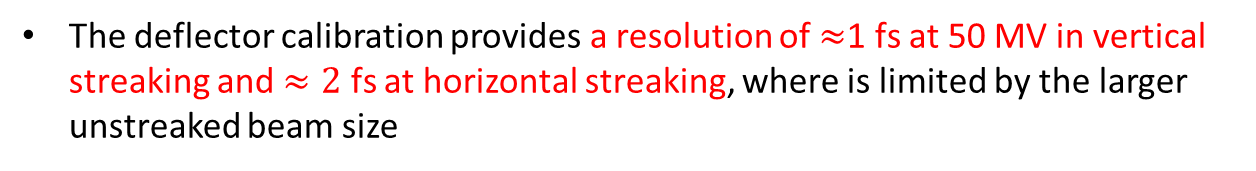 • The deflector calibration provides a resolution of ≈1 fs at 50 MV in vertical
streaking and ≈ 2 fs at horizontal streaking, where is limited by the larger
unstreaked beam size